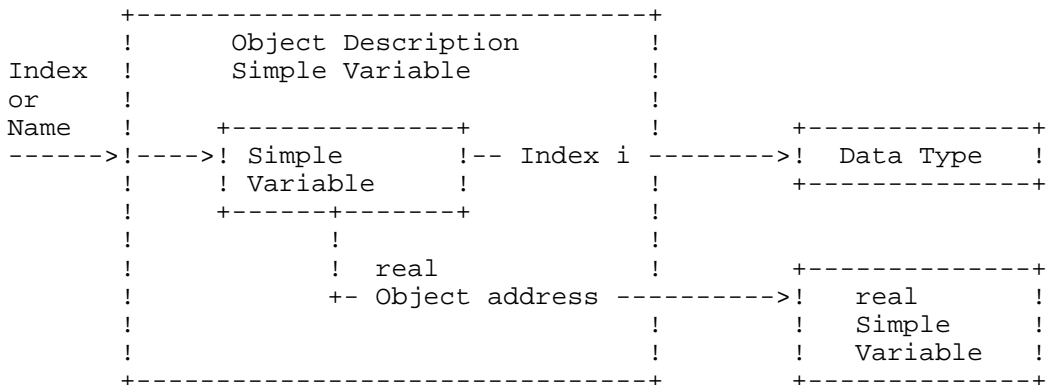 +---------------------------------+
! Object Description !
Index ! Simple Variable !
or ! !
Name ! +--------------+ ! +--------------+
------>!---->! Simple !-- Index i -------->! Data Type !
! ! Variable ! ! +--------------+
! +------+-------+ !
! ! !
! ! real ! +--------------+
! +- Object address ---------->! real !
! ! ! Simple !
! ! ! Variable !
+---------------------------------+ +--------------+